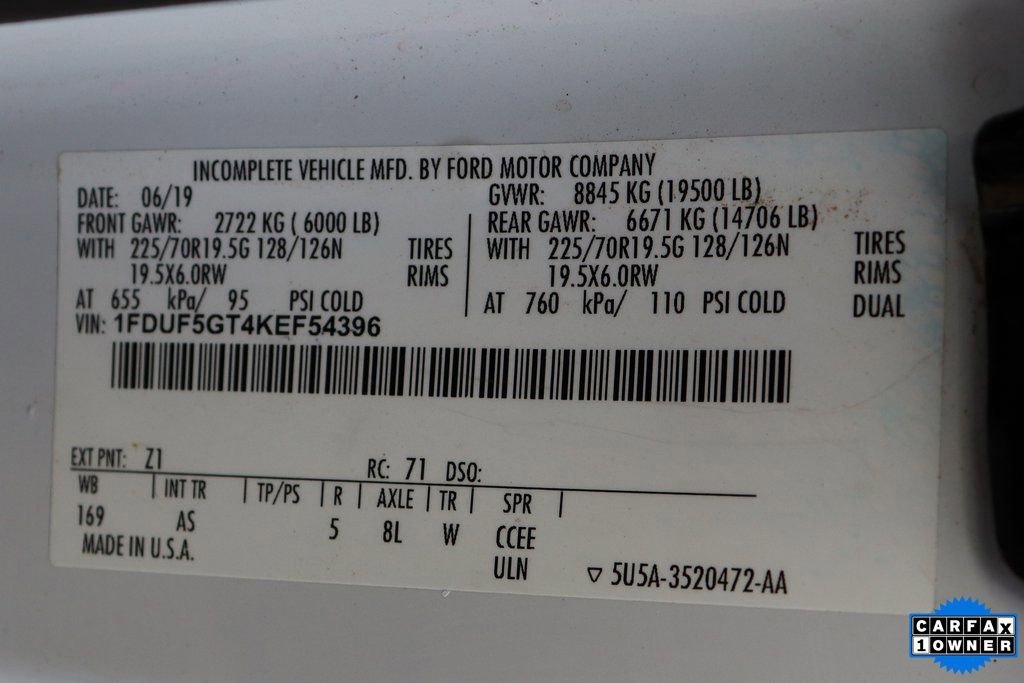 INCOMPLETE VEHICLE MFD. BY FORD MOTOR COMPANY
DATE: 06/19 GVWR: 8845 KG (19500 LB)
FRONT GAWR: 2722 KG ( 6000 LB) REAR GAWR: 6671 KG (14706 LB)
WITH 225/70R19.5G 128/126N TIRES WITH 225/70R19.5G 128/126N TIRES
19.5X6.0RW RIMS 19.5X6.0RW RIMS
AT 655 kPa/ 95 PSI COLD AT 760 kPa/ 110 PSI COLD DUAL
VIN: 1FDUF5GT4KEF54396
EXT PNT: Z1 RC: 71 DSO:
WB INT TR TP/PS R AXLE TR SPR
169 AS 5 8L W CCEE
MADE IN U.S.A. ULN ▽ 5U5A-3520472-AA
CARFAX
1 OWNER